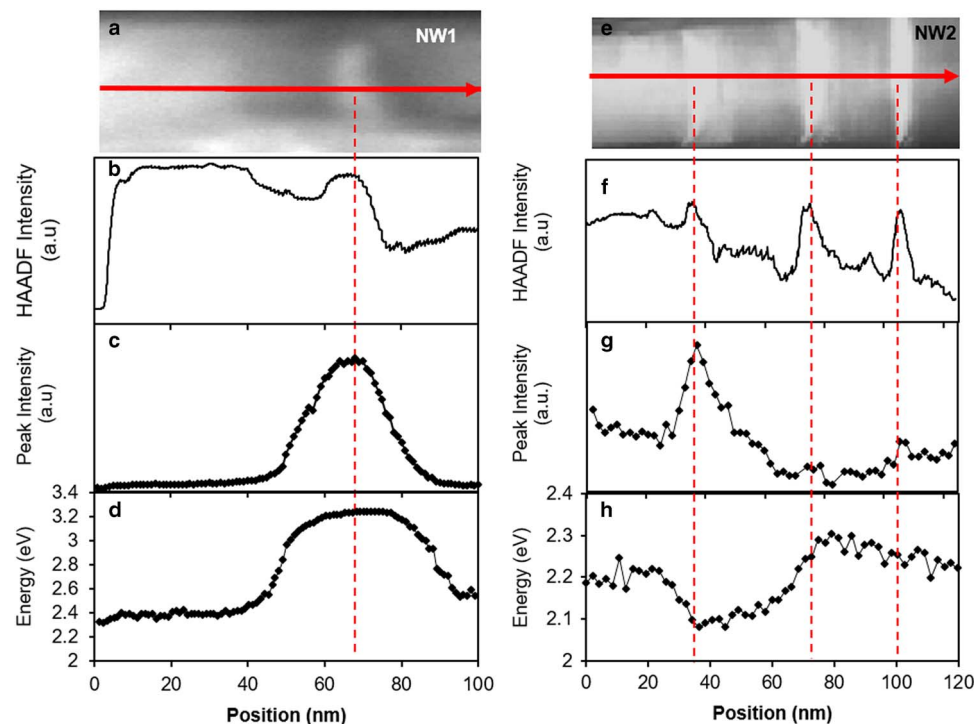 a
NW1
b
HAADF Intensity
(a.u)
c
Peak Intensity
(a.u)
3.4
d
3.2
3
2.8
2.6
2.4
2.2
2
Energy (eV)
0 20 40 60 80 100
Position (nm)
e
NW2
f
HAADF Intensity
(a.u)
g
Peak Intensity
(a.u.)
2.4
h
2.3
2.2
2.1
2
Energy (eV)
0 20 40 60 80 100 120
Position (nm)